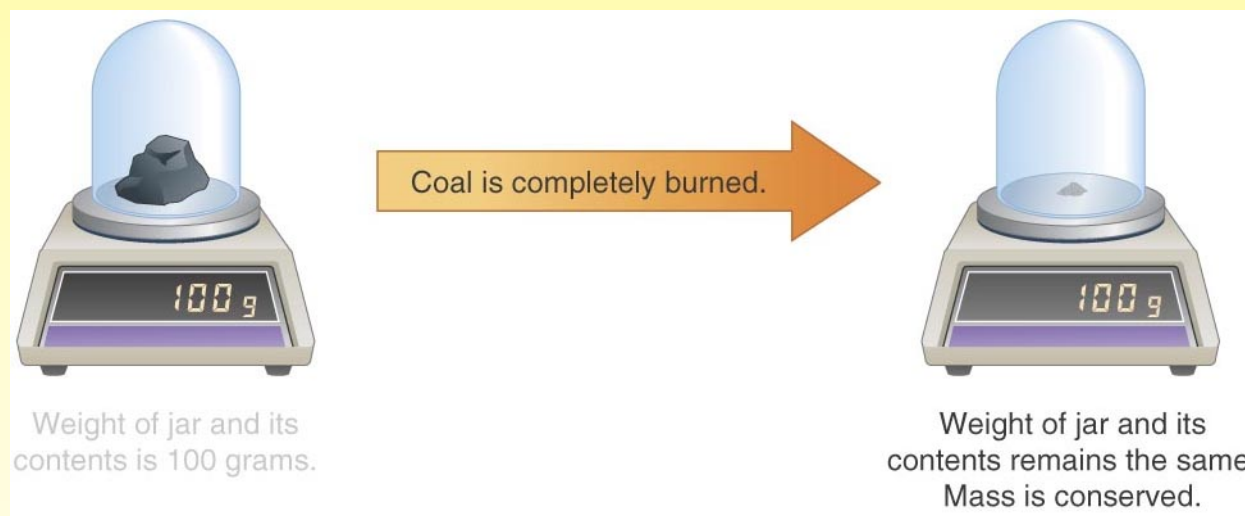 Coal is completely burned.
100 g
100 g
Weight of jar and its
contents is 100 grams.
Weight of jar and its
contents remains the same
Mass is conserved.